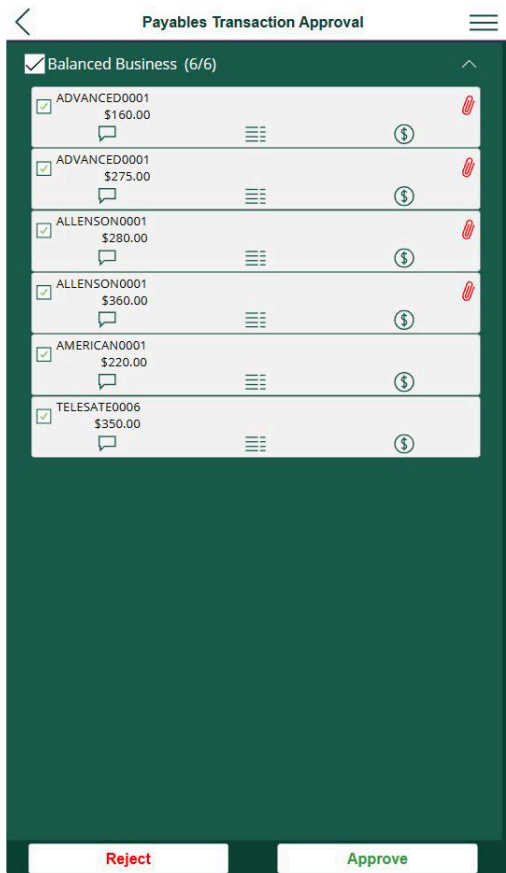 Payables Transaction Approval
Balanced Business (6/6)
ADVANCED0001
$160.00
ADVANCED0001
$275.00
ALLENSON0001
$280.00
ALLENSON0001
$360.00
AMERICAN0001
$220.00
TELESATE0006
$350.00
Reject
Approve